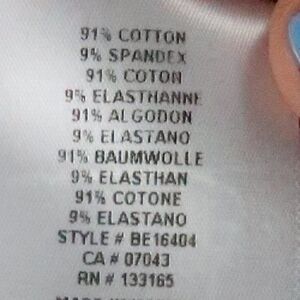 91% COTTON
9% SPANDEX
91% COTON
9% ELASTHANNE
91% ALGODON
9% ELASTANO
91% BAUMWOLLE
9% ELASTHAN
91% COTONE
9% ELASTANO
STYLE # BE16404
CA # 07043
RN # 133165